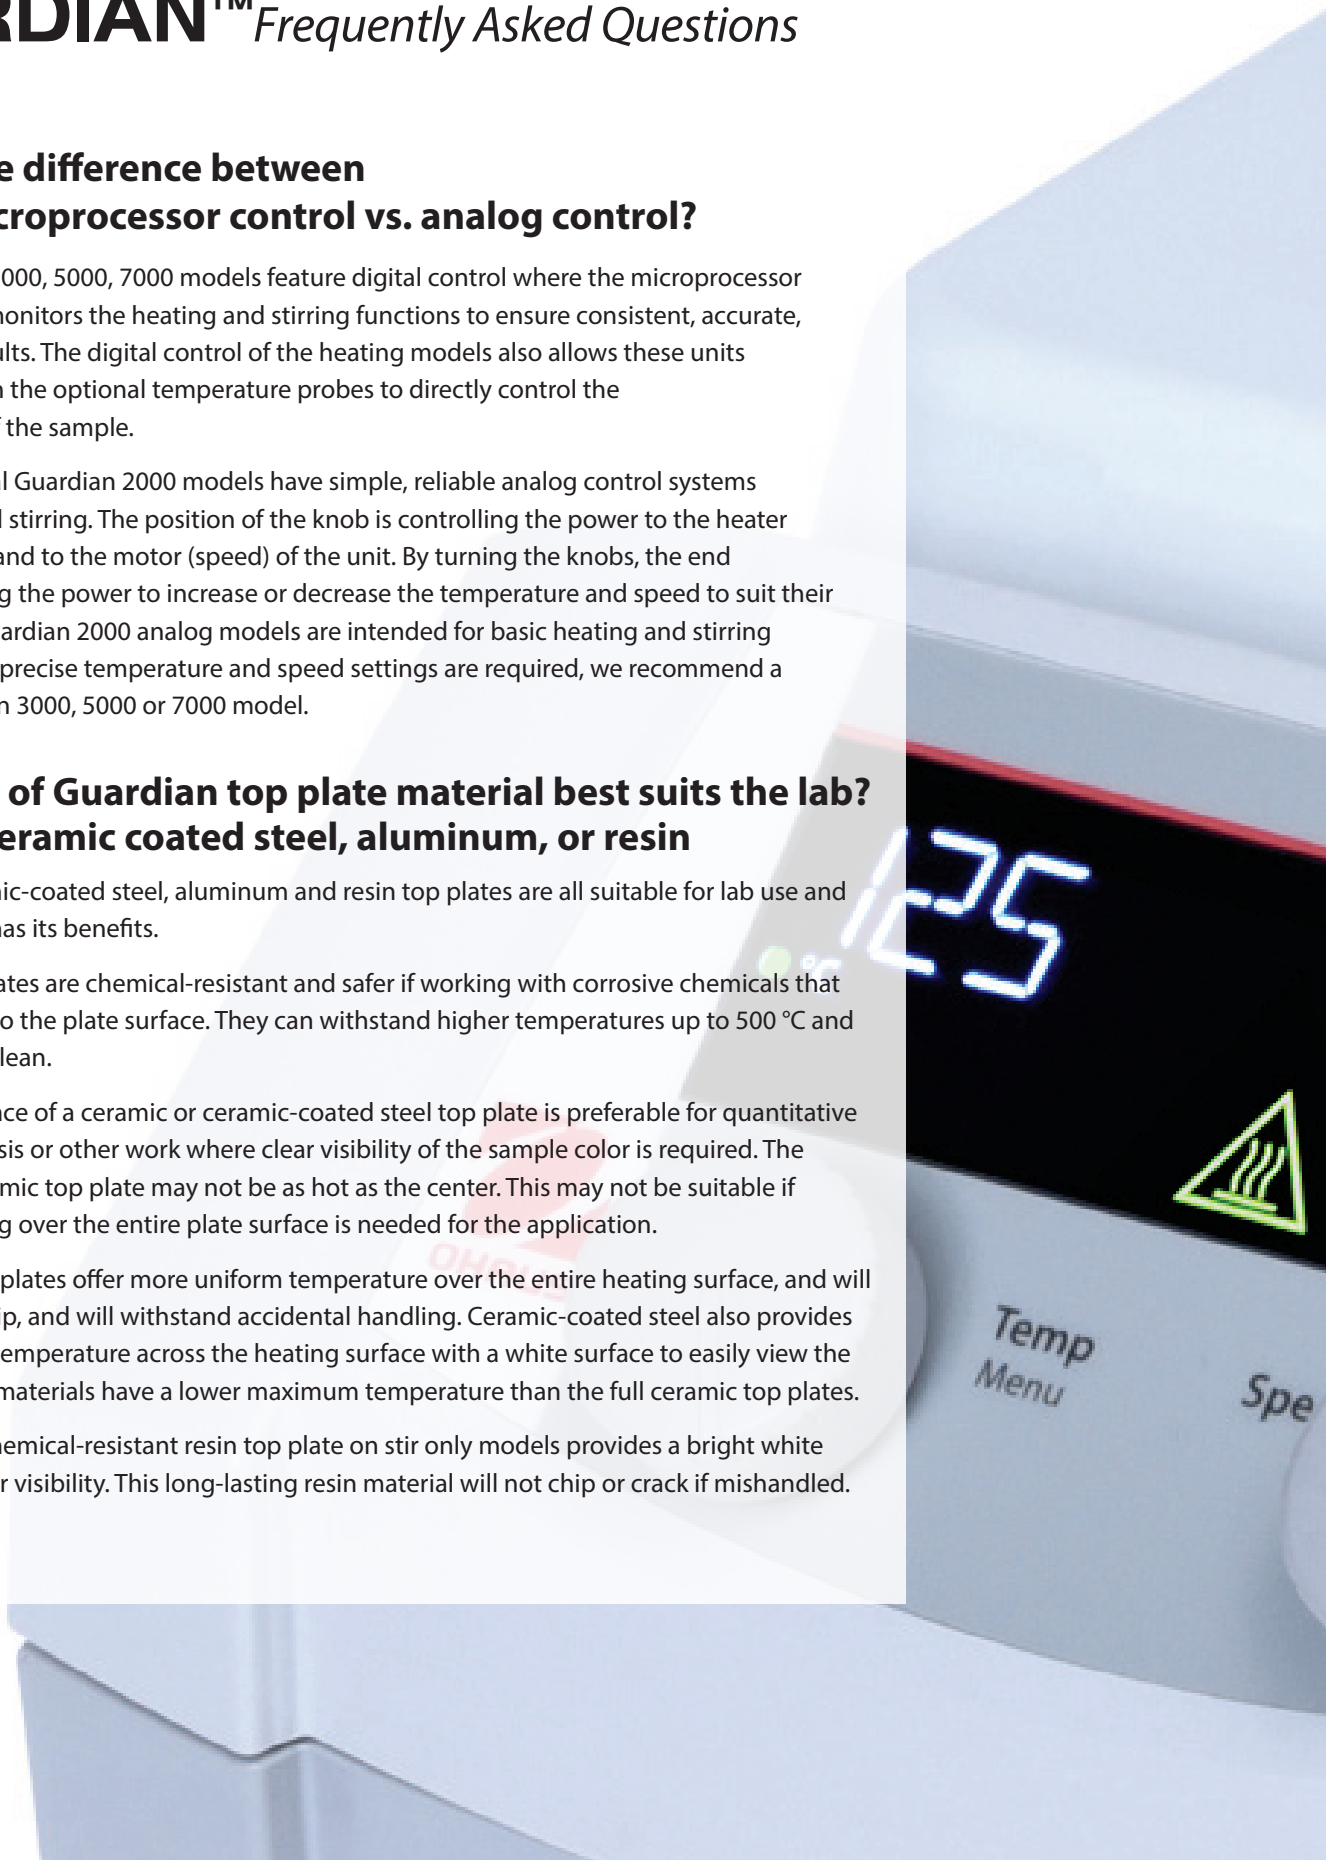 RDIAN™ Frequently Asked Questions
e difference between
croprocessor control vs. analog control?
000, 5000, 7000 models feature digital control where the microprocessor
nonitors the heating and stirring functions to ensure consistent, accurate,
ults. The digital control of the heating models also allows these units
n the optional temperature probes to directly control the
f the sample.
l Guardian 2000 models have simple, reliable analog control systems
l stirring. The position of the knob is controlling the power to the heater
and to the motor (speed) of the unit. By turning the knobs, the end
g the power to increase or decrease the temperature and speed to suit their
ardian 2000 analog models are intended for basic heating and stirring
precise temperature and speed settings are required, we recommend a
n 3000, 5000 or 7000 model.
of Guardian top plate material best suits the lab?
eramic coated steel, aluminum, or resin
nic-coated steel, aluminum and resin top plates are all suitable for lab use and
has its benefits.
ates are chemical-resistant and safer if working with corrosive chemicals that
o the plate surface. They can withstand higher temperatures up to 500 °C and
lean.
ace of a ceramic or ceramic-coated steel top plate is preferable for quantitative
sis or other work where clear visibility of the sample color is required. The
amic top plate may not be as hot as the center. This may not be suitable if
g over the entire plate surface is needed for the application.
plates offer more uniform temperature over the entire heating surface, and will
ip, and will withstand accidental handling. Ceramic-coated steel also provides
temperature across the heating surface with a white surface to easily view the
materials have a lower maximum temperature than the full ceramic top plates.
hemical-resistant resin top plate on stir only models provides a bright white
r visibility. This long-lasting resin material will not chip or crack if mishandled.
125
°C
OHAUS
Temp
Menu
Spe